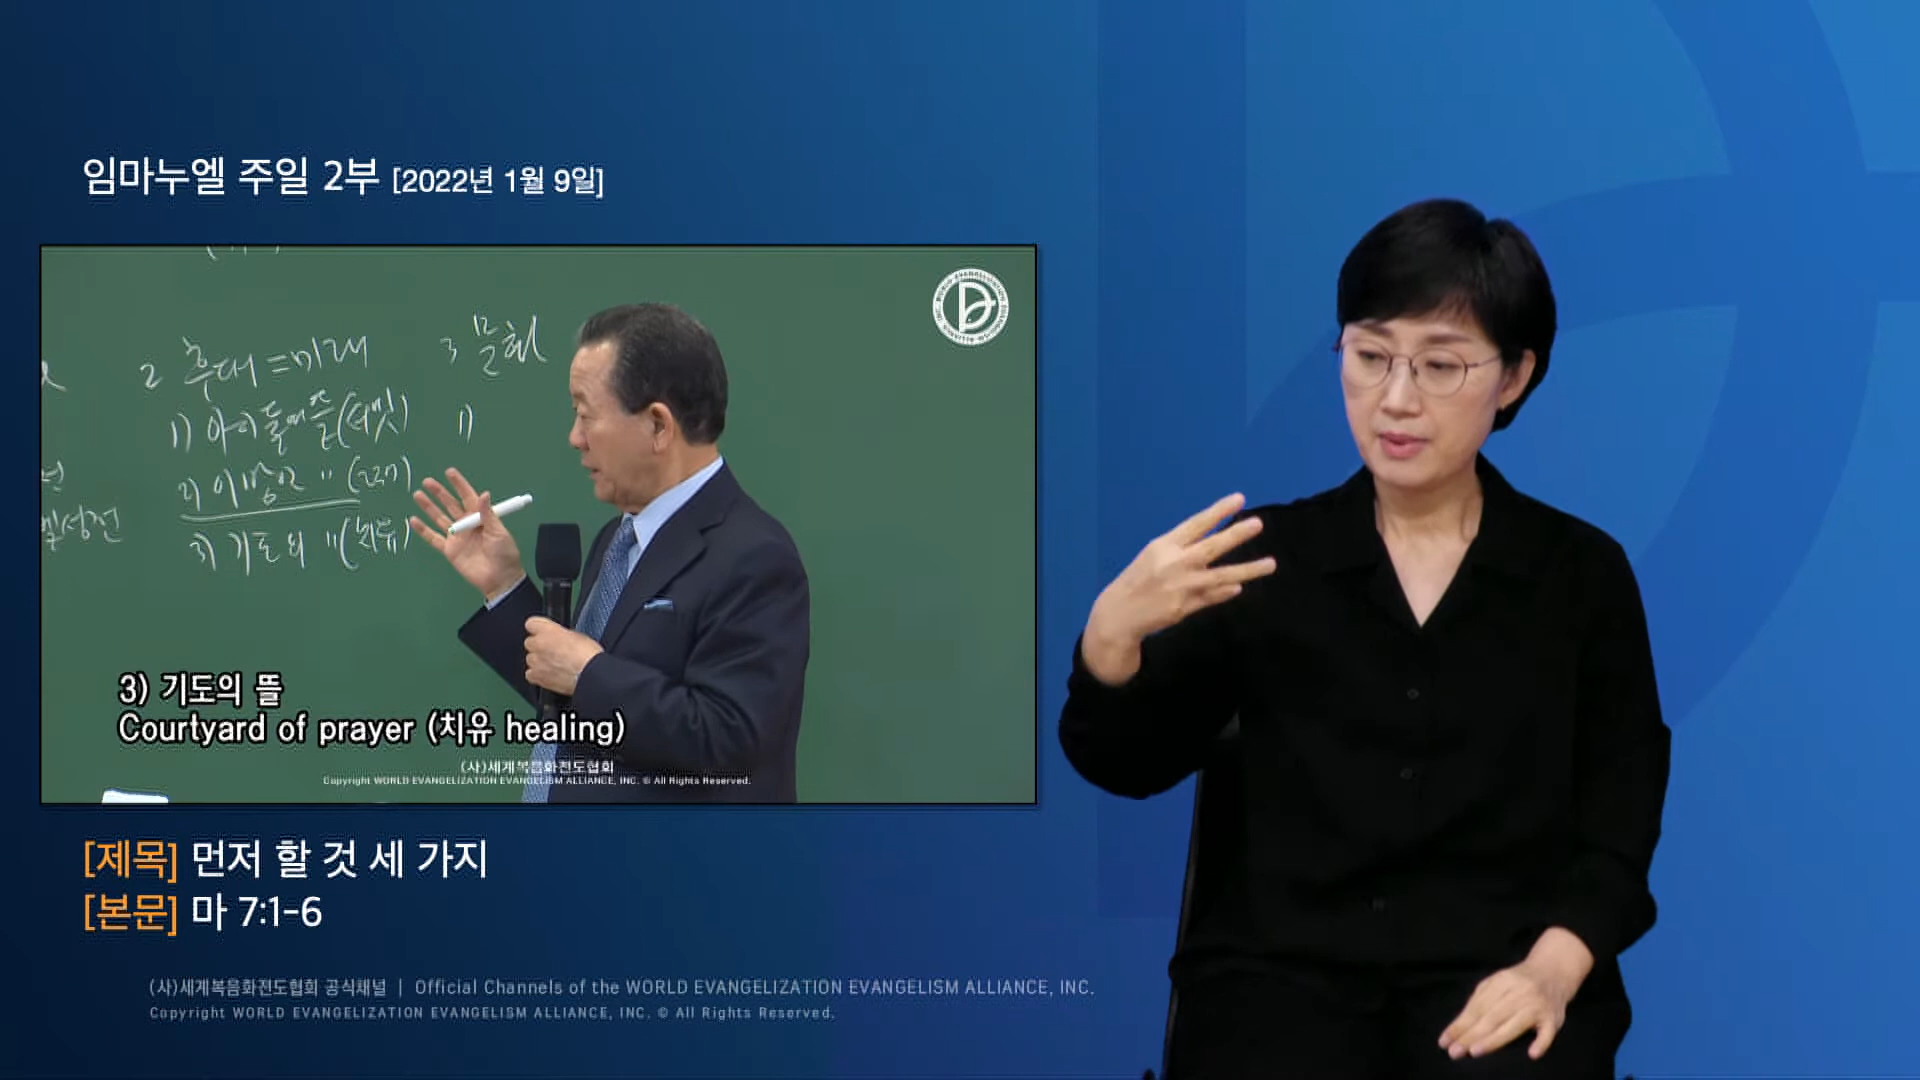 임마누엘 주일 2부 [2022년 1월 9일]
2 후대=미래
3 문화
1) 아이들의 뜰
1)
2) 이방인 "
3) 기도의 " (치유)
성전
3) 기도의 뜰
Courtyard of prayer (치유 healing)
(사)세계복음화전도협회
Copyright WORLD EVANGELIZATION EVANGELISM ALLIANCE, INC. © All Rights Reserved.
[제목] 먼저 할 것 세 가지
[본문] 마 7:1-6
(사)세계복음화전도협회 공식채널 | Official Channels of the WORLD EVANGELIZATION EVANGELISM ALLIANCE, INC.
Copyright WORLD EVANGELIZATION EVANGELISM ALLIANCE, INC. © All Rights Reserved.